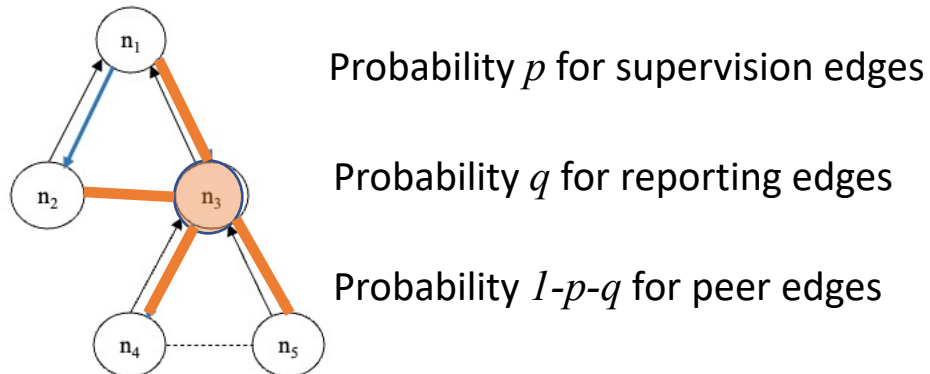 n1
Probability p for supervision edges
n2
n3
Probability q for reporting edges
Probability 1-p-q for peer edges
n4
n5